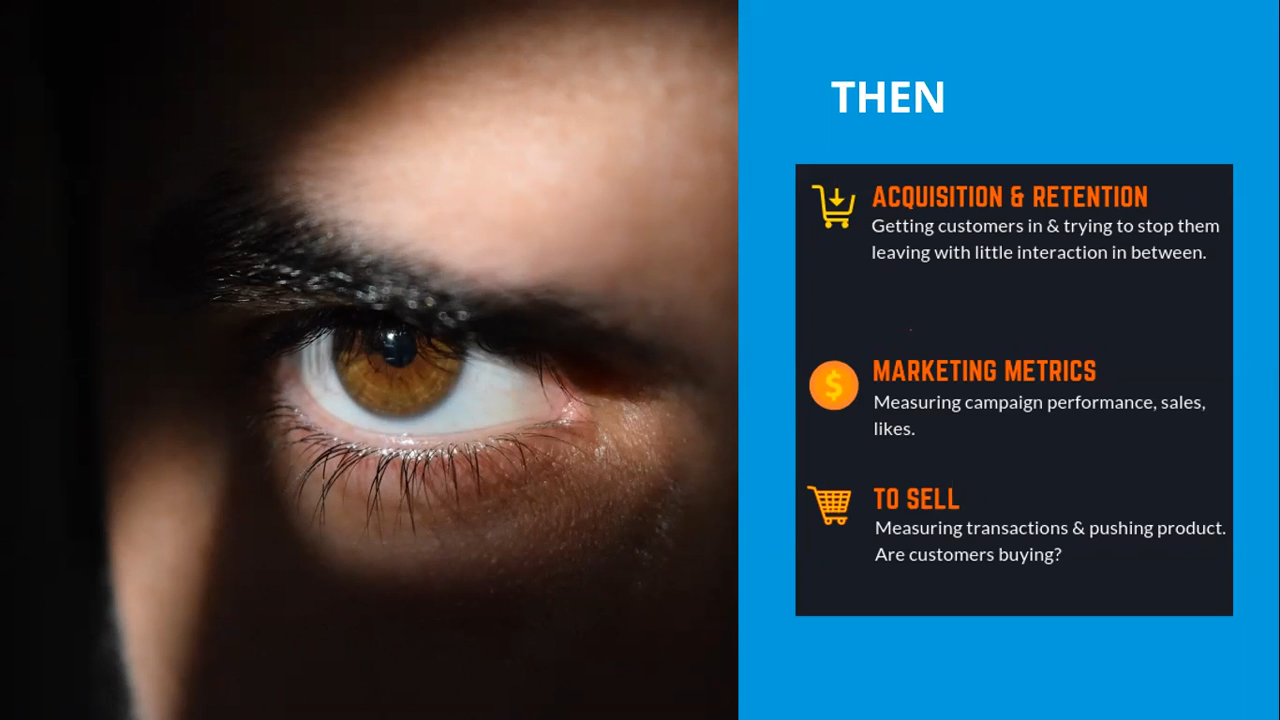 THEN
ACQUISITION & RETENTION
Getting customers in & trying to stop them
leaving with little interaction in between.
MARKETING METRICS
Measuring campaign performance, sales,
likes.
TO SELL
Measuring transactions & pushing product.
Are customers buying?